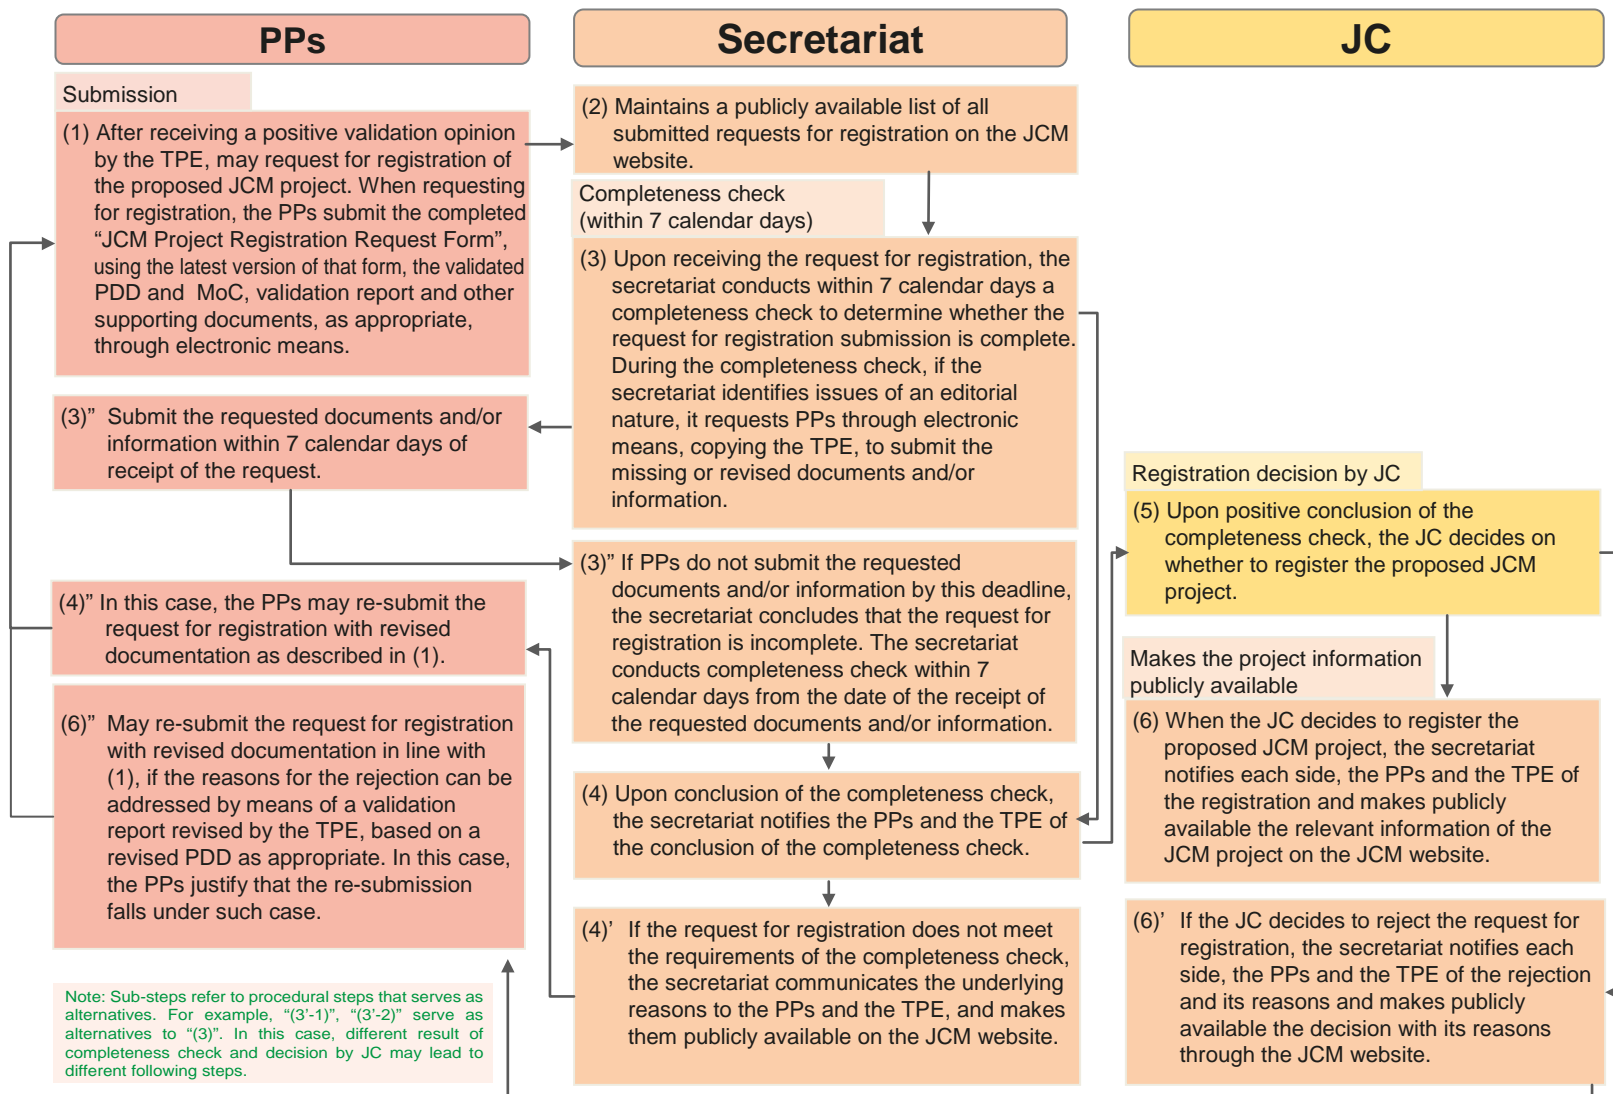 PPs
Submission
(1) After receiving a positive validation opinion
by the TPE, may request for registration of
the proposed JCM project. When requesting
for registration, the PPs submit the completed
“JCM Project Registration Request Form”,
using the latest version of that form, the validated
PDD and MoC, validation report and other
supporting documents, as appropriate,
through electronic means.
(3)” Submit the requested documents and/or
information within 7 calendar days of
receipt of the request.
(4)” In this case, the PPs may re-submit the
request for registration with revised
documentation as described in (1).
(6)” May re-submit the request for registration
with revised documentation in line with
(1), if the reasons for the rejection can be
addressed by means of a validation
report revised by the TPE, based on a
revised PDD as appropriate. In this case,
the PPs justify that the re-submission
falls under such case.
Note: Sub-steps refer to procedural steps that serves as
alternatives. For example, “(3’-1)”, “(3’-2)” serve as
alternatives to “(3)”. In this case, different result of
completeness check and decision by JC may lead to
different following steps.
Secretariat
(2) Maintains a publicly available list of all
submitted requests for registration on the JCM
website.
Completeness check
(within 7 calendar days)
(3) Upon receiving the request for registration, the
secretariat conducts within 7 calendar days a
completeness check to determine whether the
request for registration submission is complete.
During the completeness check, if the
secretariat identifies issues of an editorial
nature, it requests PPs through electronic
means, copying the TPE, to submit the
missing or revised documents and/or
information.
(3)” If PPs do not submit the requested
documents and/or information by this deadline,
the secretariat concludes that the request for
registration is incomplete. The secretariat
conducts completeness check within 7
calendar days from the date of the receipt of
the requested documents and/or information.
(4) Upon conclusion of the completeness check,
the secretariat notifies the PPs and the TPE of
the conclusion of the completeness check.
(4)’ If the request for registration does not meet
the requirements of the completeness check,
the secretariat communicates the underlying
reasons to the PPs and the TPE, and makes
them publicly available on the JCM website.
JC
Registration decision by JC
(5) Upon positive conclusion of the
completeness check, the JC decides on
whether to register the proposed JCM
project.
Makes the project information
publicly available
(6) When the JC decides to register the
proposed JCM project, the secretariat
notifies each side, the PPs and the TPE of
the registration and makes publicly
available the relevant information of the
JCM project on the JCM website.
(6)’ If the JC decides to reject the request for
registration, the secretariat notifies each
side, the PPs and the TPE of the rejection
and its reasons and makes publicly
available the decision with its reasons
through the JCM website.